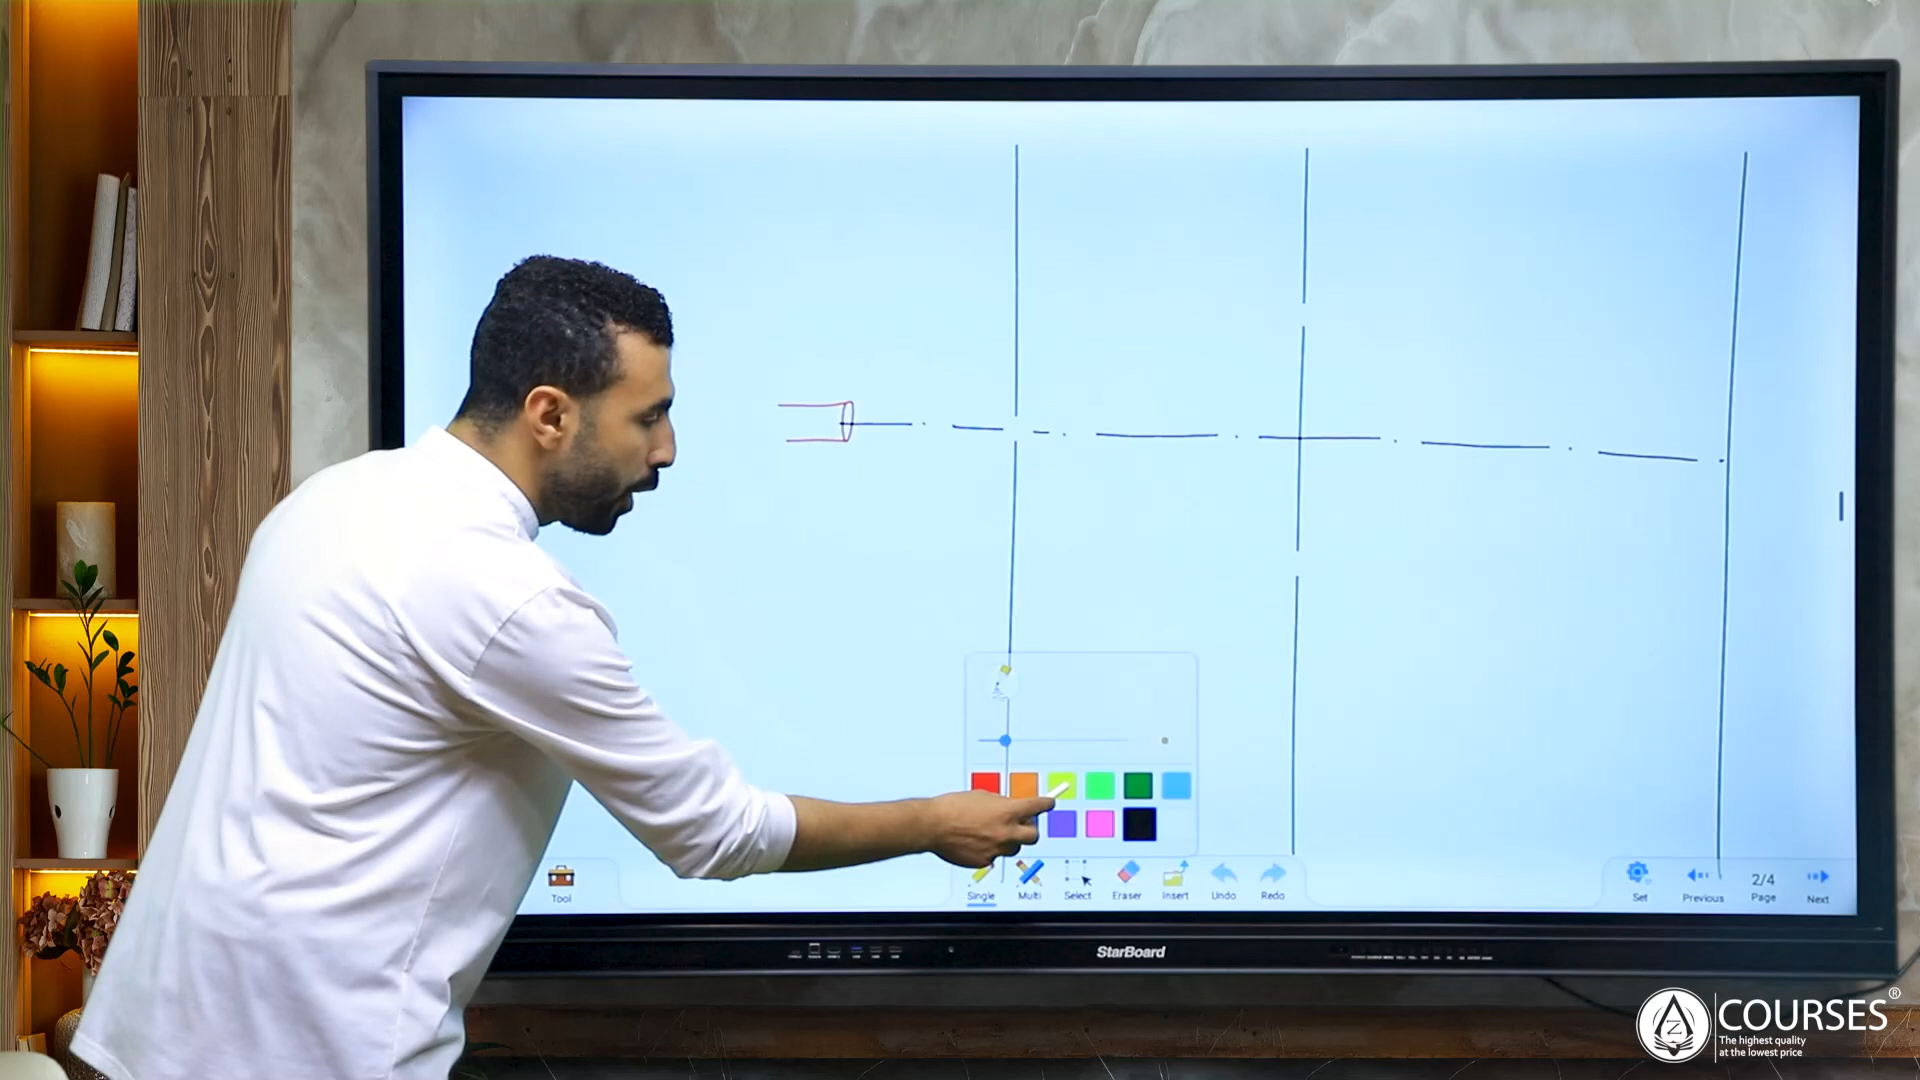 Tool
Single
Multi
Select
Eraser
Insert
Undo
Redo
Set
Previous
2/4
Page
Next
StarBoard
Z
COURSES®
The highest quality
at the lowest price